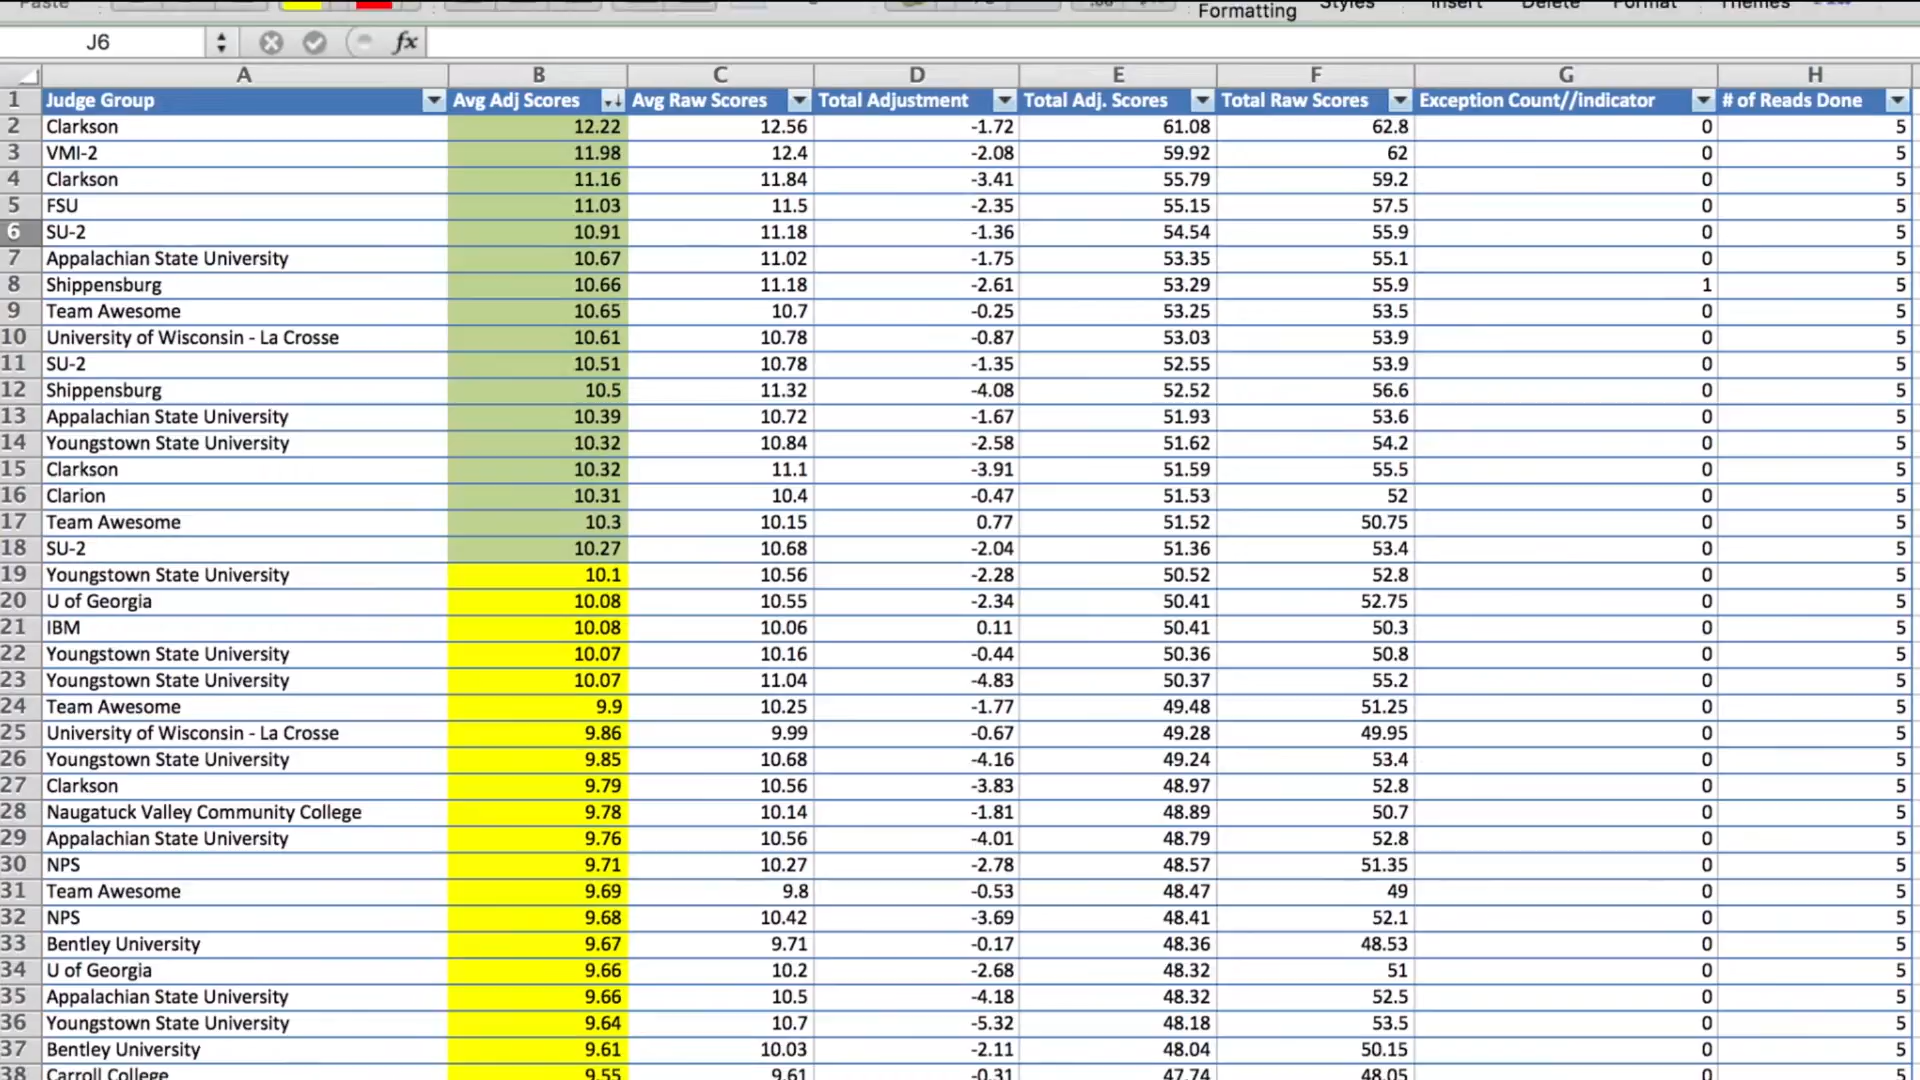 Paste
Formatting Styles Insert Delete Format Themes
J6 fx
A B C D E F G H
1 Judge Group Avg Adj Scores Avg Raw Scores Total Adjustment Total Adj. Scores Total Raw Scores Exception Count//indicator # of Reads Done
2 Clarkson 12.22 12.56 -1.72 61.08 62.8 0 5
3 VMI-2 11.98 12.4 -2.08 59.92 62 0 5
4 Clarkson 11.16 11.84 -3.41 55.79 59.2 0 5
5 FSU 11.03 11.5 -2.35 55.15 57.5 0 5
6 SU-2 10.91 11.18 -1.36 54.54 55.9 0 5
7 Appalachian State University 10.67 11.02 -1.75 53.35 55.1 0 5
8 Shippensburg 10.66 11.18 -2.61 53.29 55.9 1 5
9 Team Awesome 10.65 10.7 -0.25 53.25 53.5 0 5
10 University of Wisconsin - La Crosse 10.61 10.78 -0.87 53.03 53.9 0 5
11 SU-2 10.51 10.78 -1.35 52.55 53.9 0 5
12 Shippensburg 10.5 11.32 -4.08 52.52 56.6 0 5
13 Appalachian State University 10.39 10.72 -1.67 51.93 53.6 0 5
14 Youngstown State University 10.32 10.84 -2.58 51.62 54.2 0 5
15 Clarkson 10.32 11.1 -3.91 51.59 55.5 0 5
16 Clarion 10.31 10.4 -0.47 51.53 52 0 5
17 Team Awesome 10.3 10.15 0.77 51.52 50.75 0 5
18 SU-2 10.27 10.68 -2.04 51.36 53.4 0 5
19 Youngstown State University 10.1 10.56 -2.28 50.52 52.8 0 5
20 U of Georgia 10.08 10.55 -2.34 50.41 52.75 0 5
21 IBM 10.08 10.06 0.11 50.41 50.3 0 5
22 Youngstown State University 10.07 10.16 -0.44 50.36 50.8 0 5
23 Youngstown State University 10.07 11.04 -4.83 50.37 55.2 0 5
24 Team Awesome 9.9 10.25 -1.77 49.48 51.25 0 5
25 University of Wisconsin - La Crosse 9.86 9.99 -0.67 49.28 49.95 0 5
26 Youngstown State University 9.85 10.68 -4.16 49.24 53.4 0 5
27 Clarkson 9.79 10.56 -3.83 48.97 52.8 0 5
28 Naugatuck Valley Community College 9.78 10.14 -1.81 48.89 50.7 0 5
29 Appalachian State University 9.76 10.56 -4.01 48.79 52.8 0 5
30 NPS 9.71 10.27 -2.78 48.57 51.35 0 5
31 Team Awesome 9.69 9.8 -0.53 48.47 49 0 5
32 NPS 9.68 10.42 -3.69 48.41 52.1 0 5
33 Bentley University 9.67 9.71 -0.17 48.36 48.53 0 5
34 U of Georgia 9.66 10.2 -2.68 48.32 51 0 5
35 Appalachian State University 9.66 10.5 -4.18 48.32 52.5 0 5
36 Youngstown State University 9.64 10.7 -5.32 48.18 53.5 0 5
37 Bentley University 9.61 10.03 -2.11 48.04 50.15 0 5
38 Carroll College 9.55 9.61 -0.31 47.74 48.05 0 5